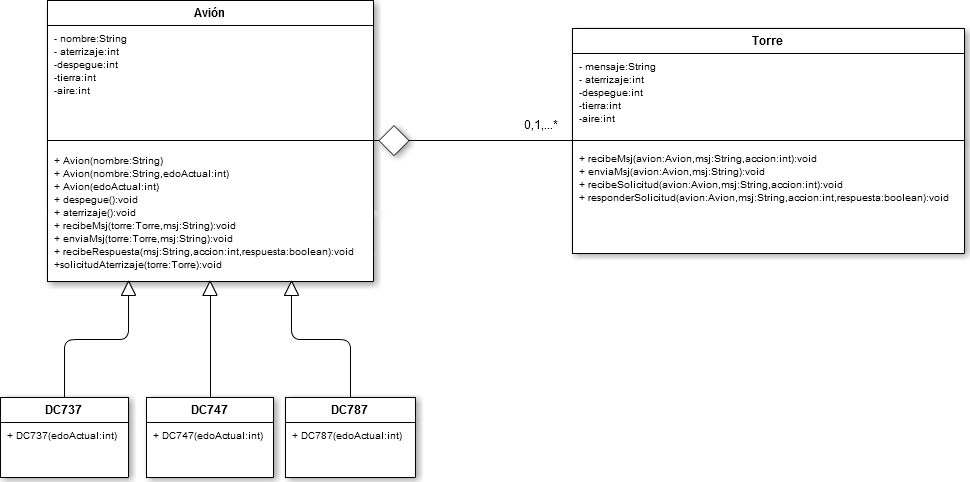 Avión
- nombre:String
- aterrizaje:int
-despegue:int
-tierra:int
-aire:int
+ Avion(nombre:String)
+ Avion(nombre:String,edoActual:int)
+ Avion(edoActual:int)
+ despegue():void
+ aterrizaje():void
+ recibeMsj(torre:Torre,msj:String):void
+ enviaMsj(torre:Torre,msj:String):void
+ recibeRespuesta(msj:String,accion:int,respuesta:boolean):void
+solicitudAterrizaje(torre:Torre):void
0,1,...*
Torre
- mensaje:String
- aterrizaje:int
-despegue:int
-tierra:int
-aire:int
+ recibeMsj(avion:Avion,msj:String,accion:int):void
+ enviaMsj(avion:Avion,msj:String):void
+ recibeSolicitud(avion:Avion,msj:String,accion:int):void
+ responderSolicitud(avion:Avion,msj:String,accion:int,respuesta:boolean):void
DC737
+ DC737(edoActual:int)
DC747
+ DC747(edoActual:int)
DC787
+ DC787(edoActual:int)